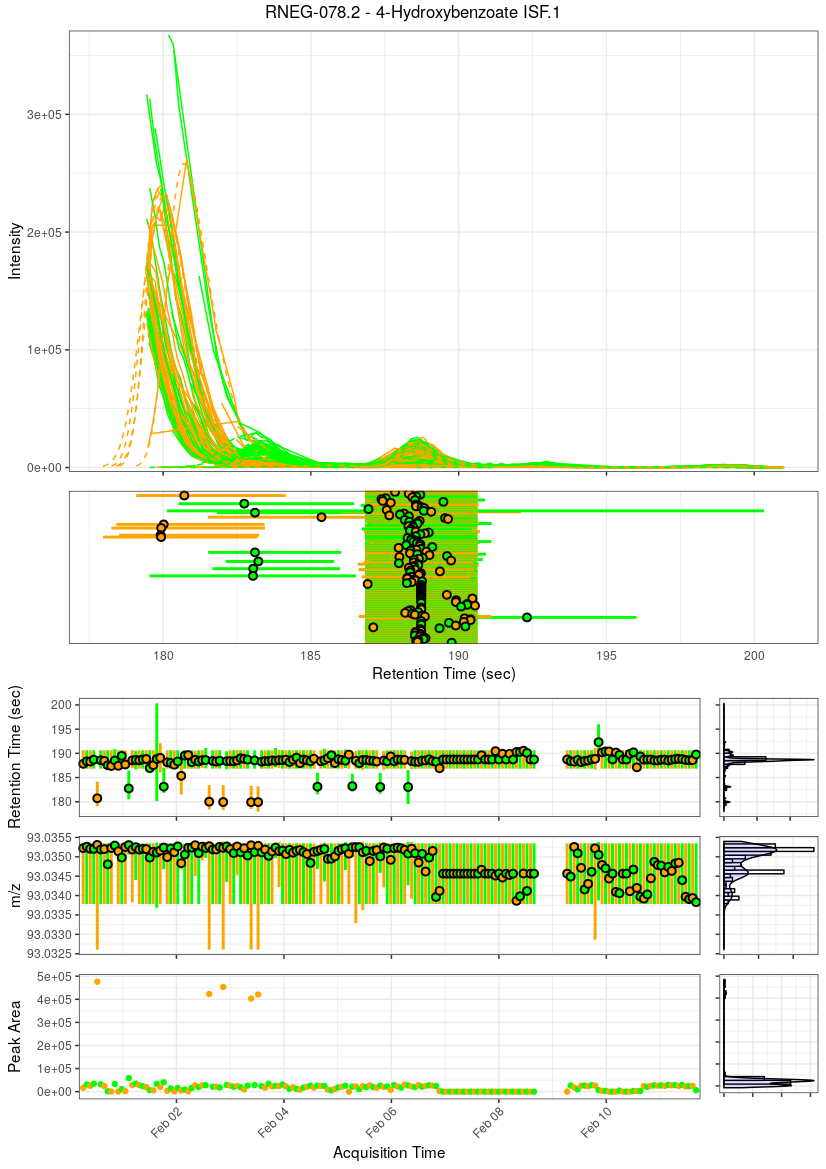 RNEG-078.2 - 4-Hydroxybenzoate ISF.1
Intensity
3e+05
2e+05
1e+05
0e+00
180
185
190
195
200
Retention Time (sec)
Retention Time (sec)
200
195
190
185
180
m/z
93.0355
93.0350
93.0345
93.0340
93.0335
93.0330
93.0325
Peak Area
5e+05
4e+05
3e+05
2e+05
1e+05
0e+00
Feb 02
Feb 04
Feb 06
Feb 08
Feb 10
Acquisition Time